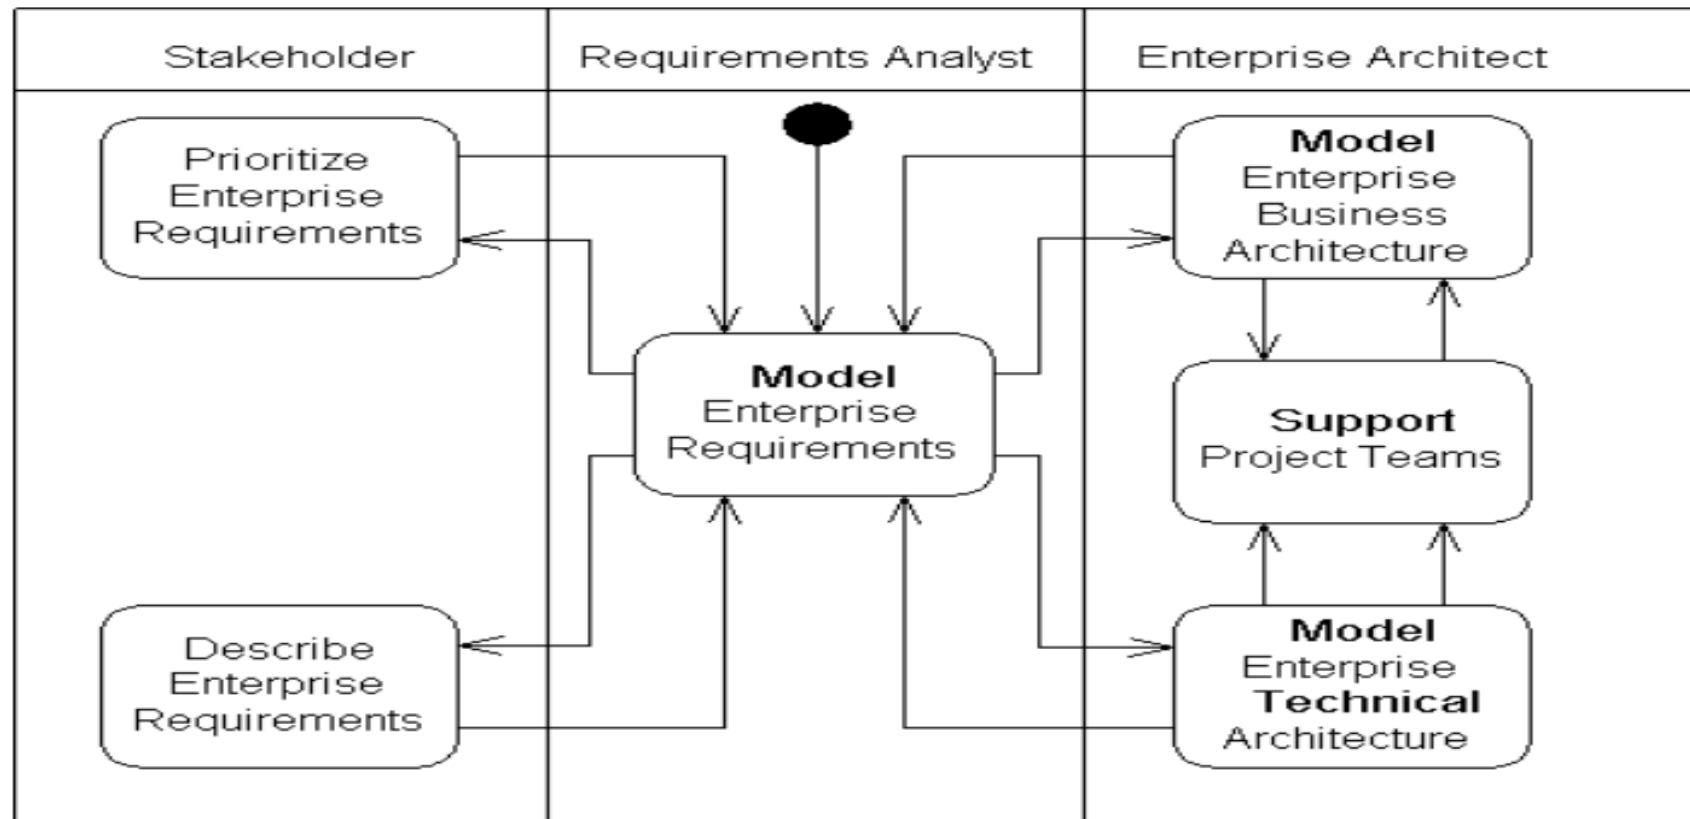 Stakeholder
Requirements Analyst
Enterprise Architect
Prioritize
Enterprise
Requirements
Model
Enterprise
Business
Architecture
Model
Enterprise
Requirements
Support
Project Teams
Describe
Enterprise
Requirements
Model
Enterprise
Technical
Architecture